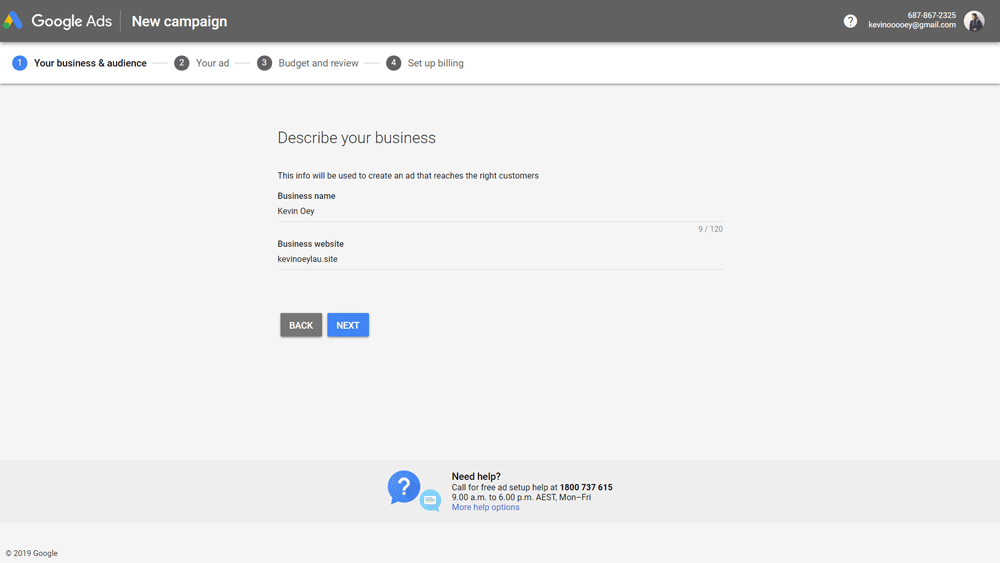 Google Ads New campaign
?
687-867-2325
kevinooooey@gmail.com
1 Your business & audience 2 Your ad 3 Budget and review 4 Set up billing
Describe your business
This info will be used to create an ad that reaches the right customers
Business name
Kevin Oey
9 / 120
Business website
kevinoeylau.site
BACK NEXT
?
Need help?
Call for free ad setup help at 1800 737 615
9.00 a.m. to 6.00 p.m. AEST, Mon–Fri
More help options
© 2019 Google